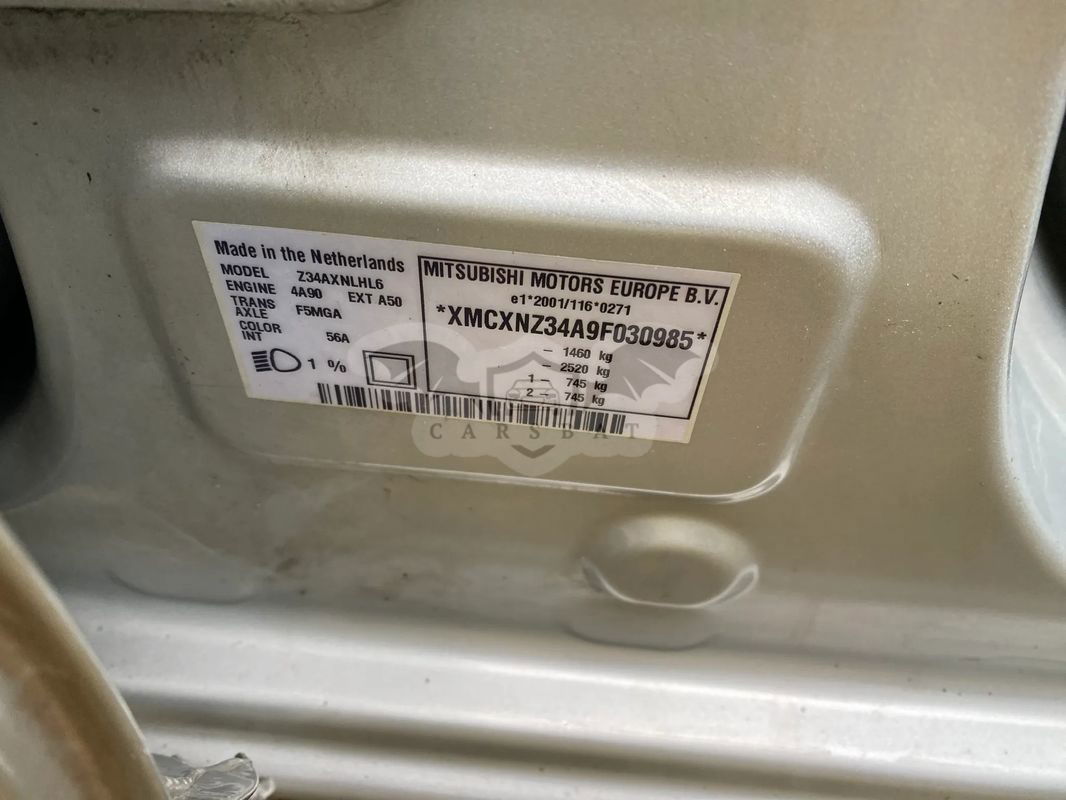 Made in the Netherlands
MODEL Z34AXNLHL6
ENGINE 4A90 EXT A50
TRANS AXLE F5MGA
COLOR INT 56A
1 %
MITSUBISHI MOTORS EUROPE B.V.
e1*2001/116*0271
*XMCXNZ34A9F030985*
– 1460 kg
– 2520 kg
1 – 745 kg
2 – 745 kg
CARSBAT